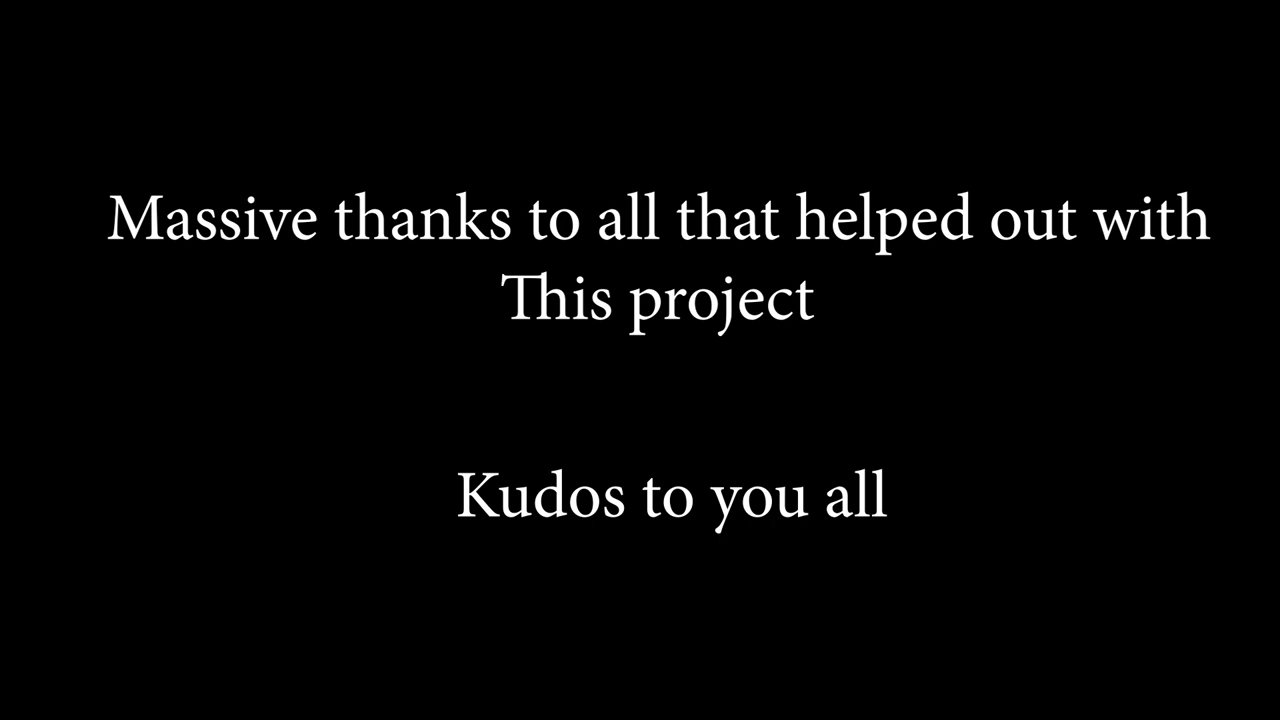 Massive thanks to all that helped out with
This project
Kudos to you all